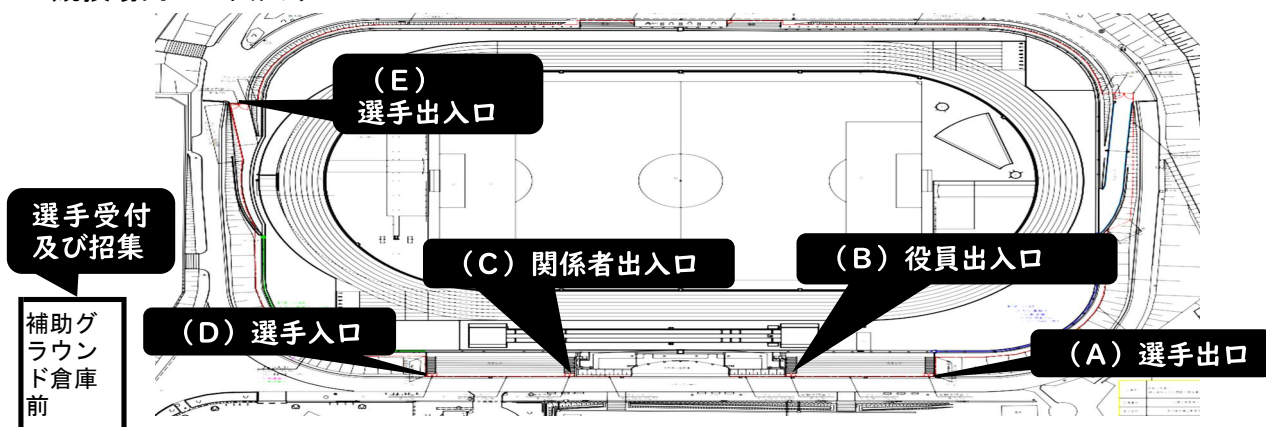 （E）
選手出入口
選手受付
及び招集
（C）関係者出入口
（B）役員出入口
補助グ
ラウン
ド倉庫
前
（D）選手入口
（A）選手出口